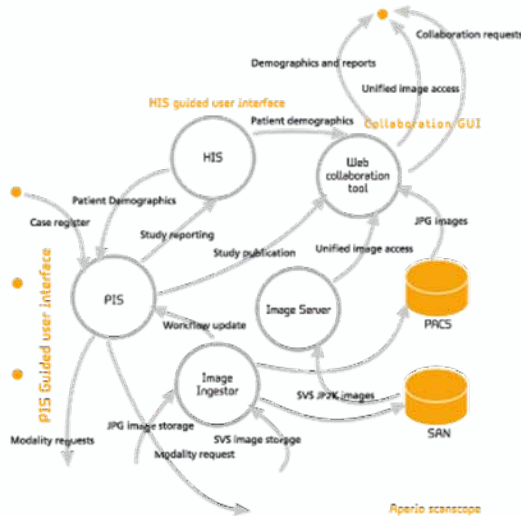 Collaboration requests
Demographics and reports
Unified image access
HIS guided user interface
Patient demographics
Collaboration GUI
HIS
Web
collaboration
tool
Patient Demographics
Case register
JPG images
Study reporting
Study publication
Unified image access
PIS Guided user interface
PIS
Image Server
PACS
Workflow update
Image
Ingestor
SVS JP2K images
SAN
JPG image storage
Modality requests
SVS image storage
Modality request
Aperio scanscope